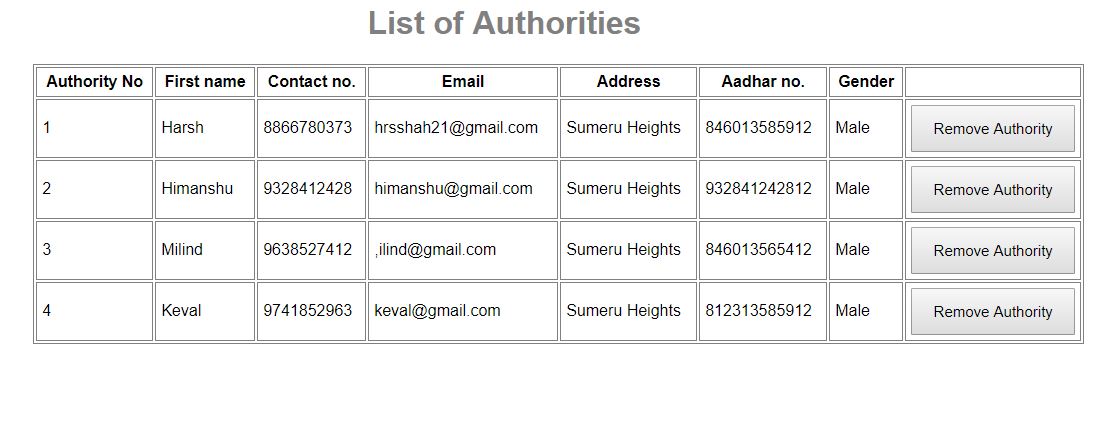 List of Authorities
Authority No First name Contact no. Email Address Aadhar no. Gender
1 Harsh 8866780373 hrsshah21@gmail.com Sumeru Heights 846013585912 Male Remove Authority
2 Himanshu 9328412428 himanshu@gmail.com Sumeru Heights 932841242812 Male Remove Authority
3 Milind 9638527412 ,ilind@gmail.com Sumeru Heights 846013565412 Male Remove Authority
4 Keval 9741852963 keval@gmail.com Sumeru Heights 812313585912 Male Remove Authority